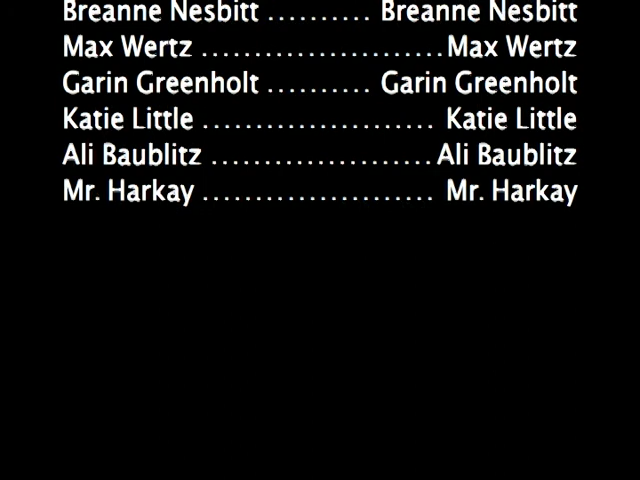 Breanne Nesbitt .......... Breanne Nesbitt
Max Wertz .......................Max Wertz
Garin Greenholt .......... Garin Greenholt
Katie Little ...................... Katie Little
Ali Baublitz .....................Ali Baublitz
Mr. Harkay ...................... Mr. Harkay